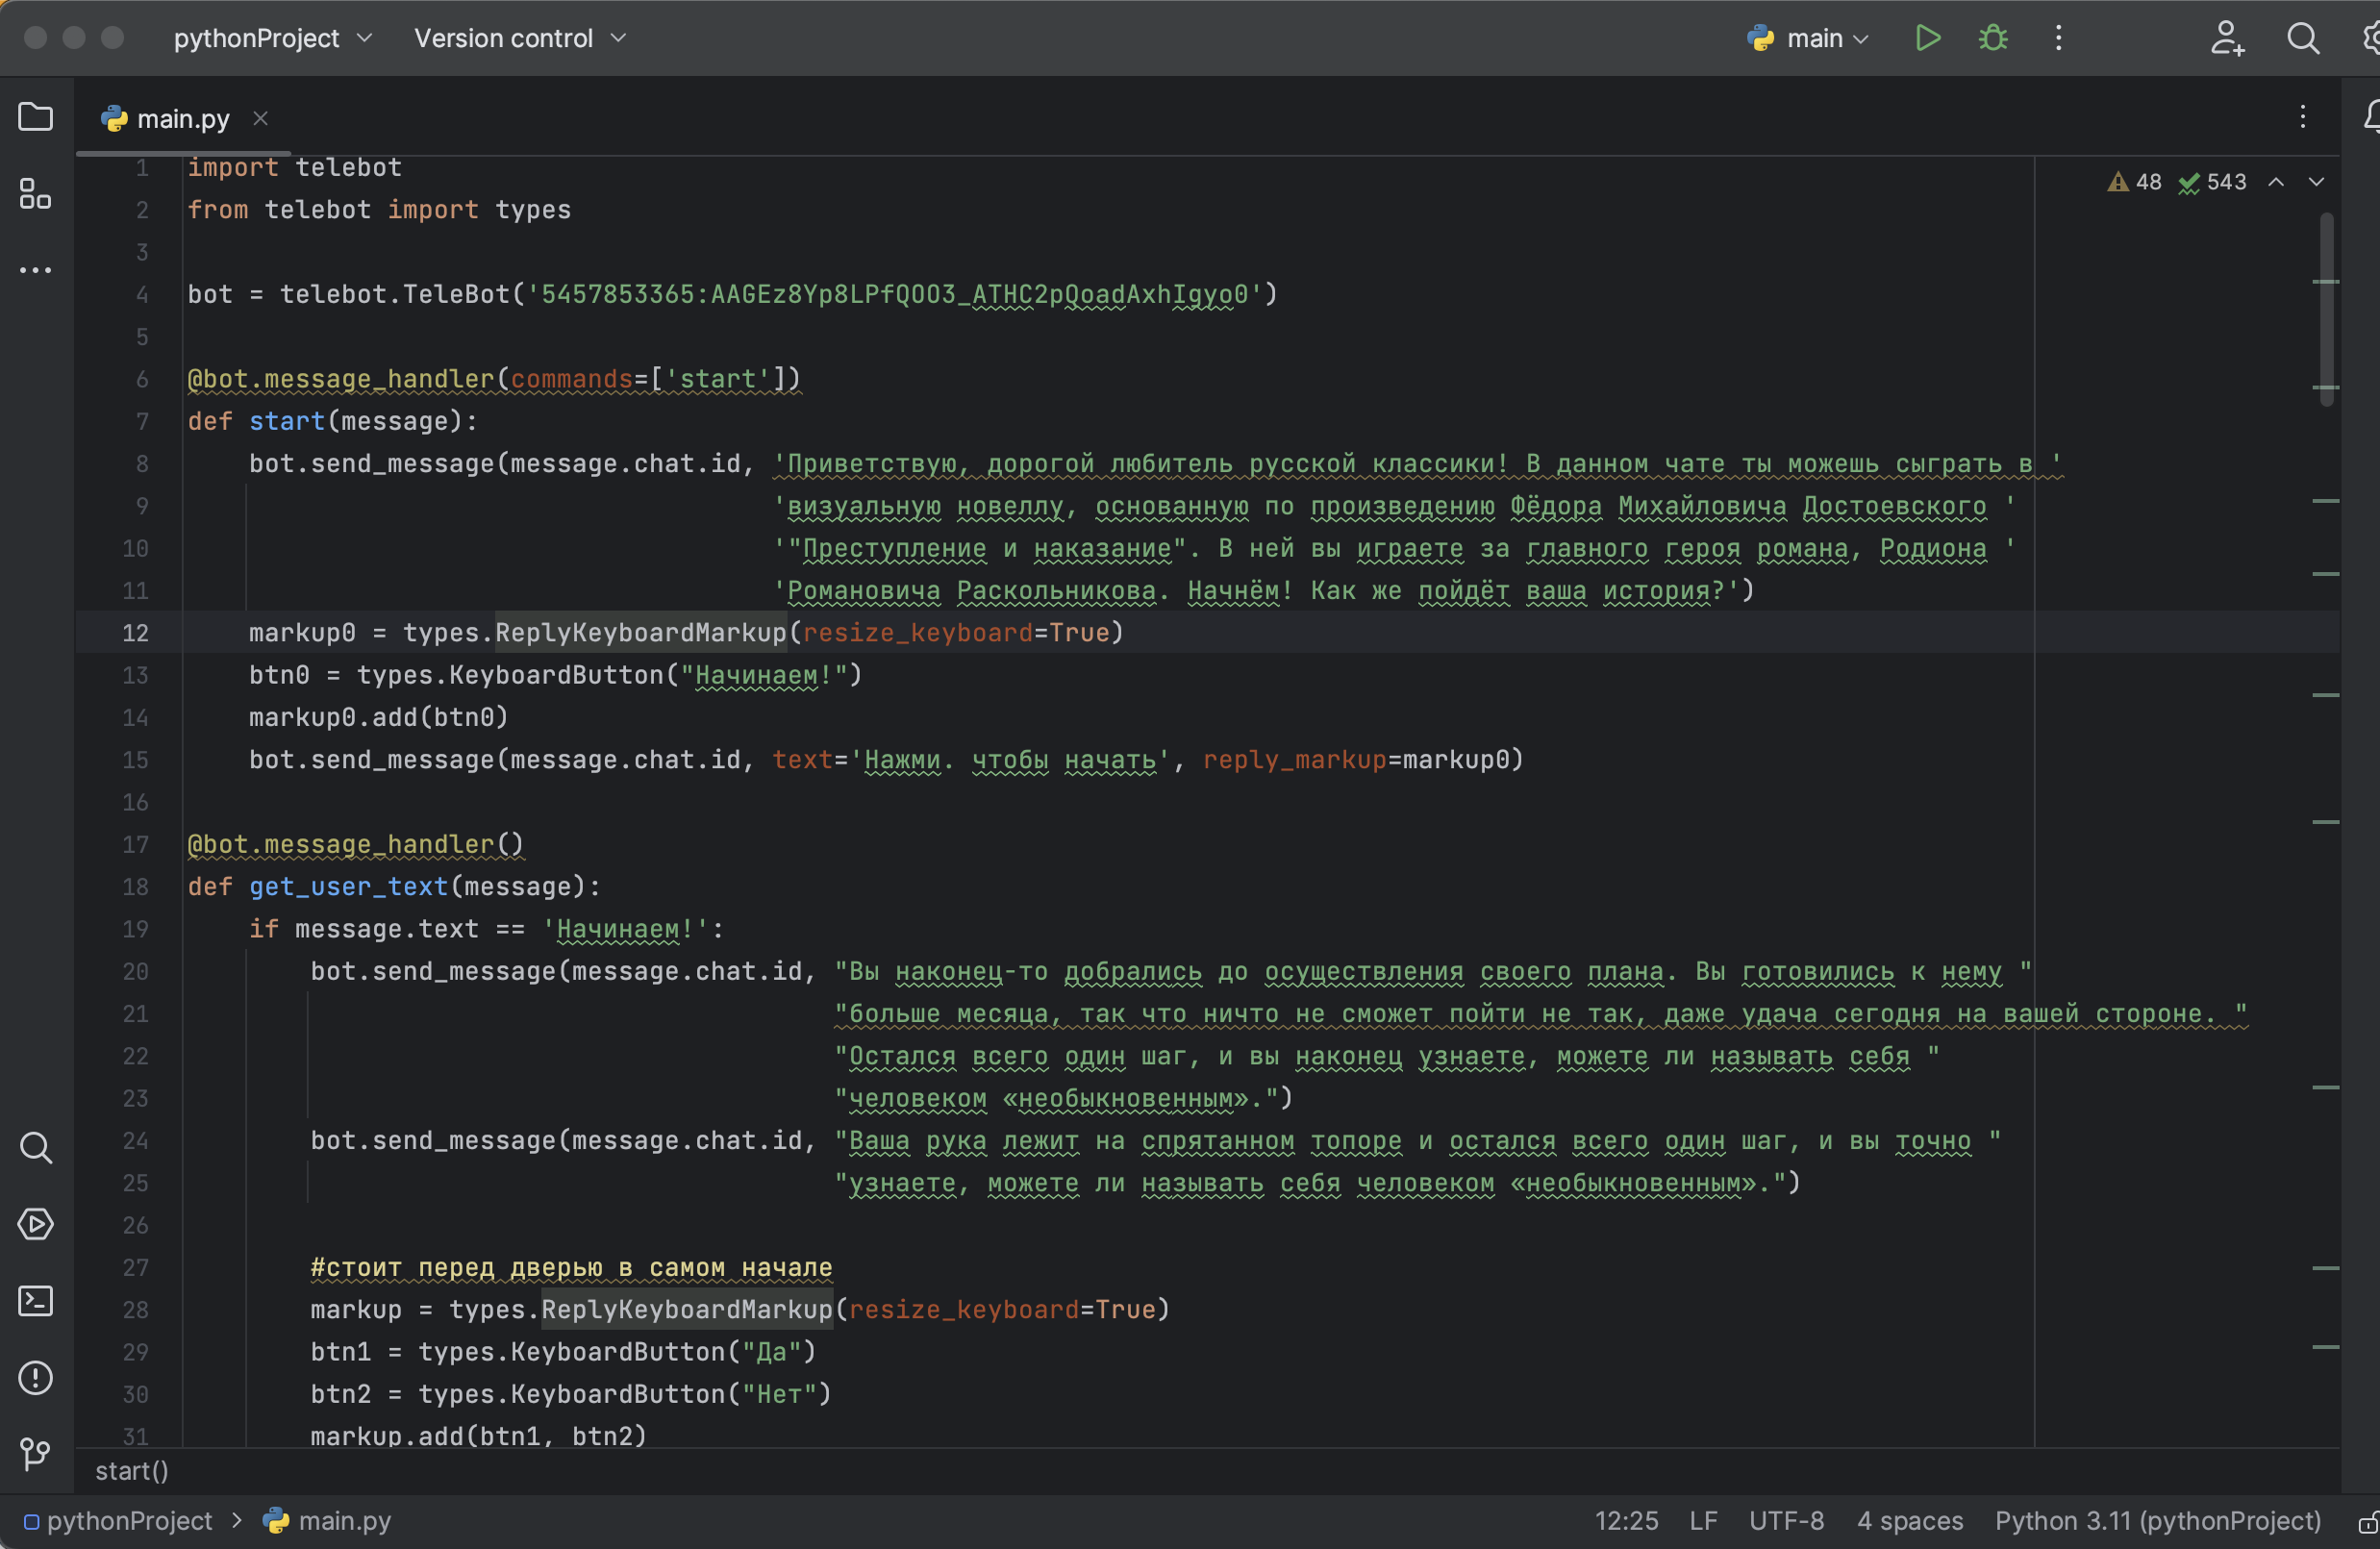 pythonProject
Version control
main
main.py
48 543
1 import telebot
2 from telebot import types
3
4 bot = telebot.TeleBot('5457853365:AAGEz8Yp8LPfQOO3_ATHC2pQoadAxhIgyo0')
5
6 @bot.message_handler(commands=['start'])
7 def start(message):
8 bot.send_message(message.chat.id, 'Приветствую, дорогой любитель русской классики! В данном чате ты можешь сыграть в '
9 'визуальную новеллу, основанную по произведению Фёдора Михайловича Достоевского '
10 '"Преступление и наказание". В ней вы играете за главного героя романа, Родиона '
11 'Романовича Раскольникова. Начнём! Как же пойдёт ваша история?')
12 markup0 = types.ReplyKeyboardMarkup(resize_keyboard=True)
13 btn0 = types.KeyboardButton("Начинаем!")
14 markup0.add(btn0)
15 bot.send_message(message.chat.id, text='Нажми. чтобы начать', reply_markup=markup0)
16
17 @bot.message_handler()
18 def get_user_text(message):
19 if message.text == 'Начинаем!':
20 bot.send_message(message.chat.id, "Вы наконец-то добрались до осуществления своего плана. Вы готовились к нему "
21 "больше месяца, так что ничто не сможет пойти не так, даже удача сегодня на вашей стороне. "
22 "Остался всего один шаг, и вы наконец узнаете, можете ли называть себя "
23 "человеком «необыкновенным».")
24 bot.send_message(message.chat.id, "Ваша рука лежит на спрятанном топоре и остался всего один шаг, и вы точно "
25 "узнаете, можете ли называть себя человеком «необыкновенным».")
26
27 #стоит перед дверью в самом начале
28 markup = types.ReplyKeyboardMarkup(resize_keyboard=True)
29 btn1 = types.KeyboardButton("Да")
30 btn2 = types.KeyboardButton("Нет")
31 markup.add(btn1, btn2)
start()
pythonProject > main.py
12:25 LF UTF-8 4 spaces Python 3.11 (pythonProject)